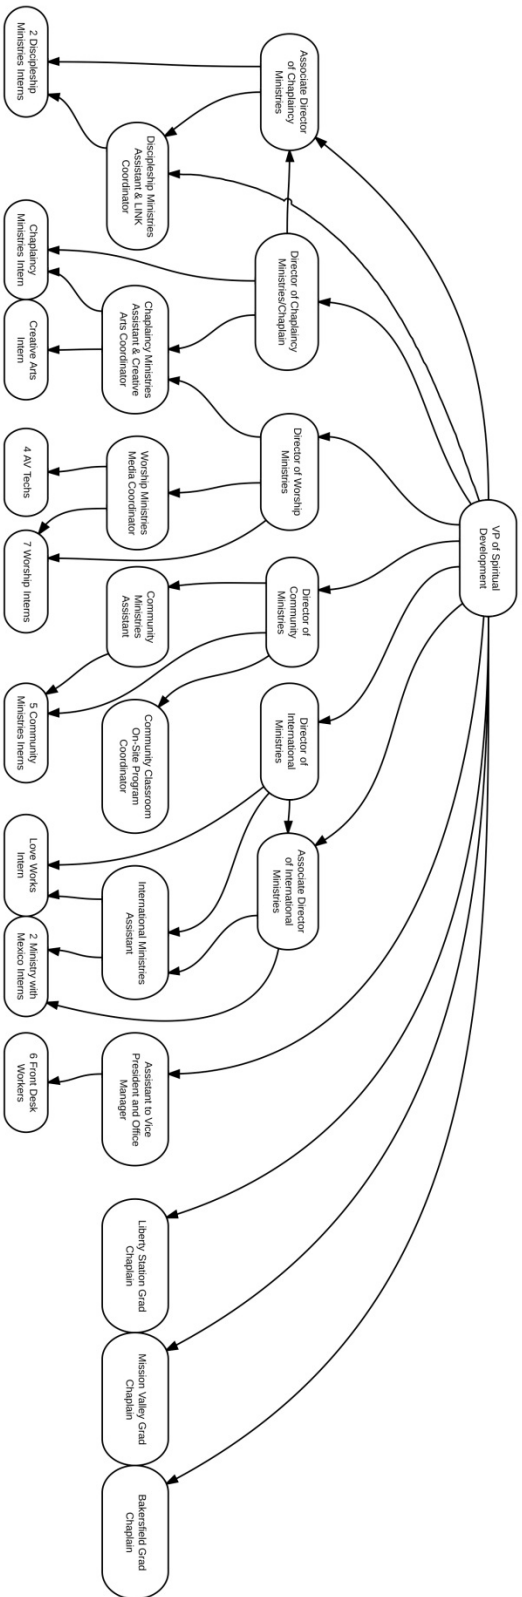 VP of Spiritual
Development
Associate Director
of Chaplaincy
Ministries
Director of Chaplaincy
Ministries/Chaplain
Director of Worship
Ministries
Director of
Community
Ministries
Director of
International
Ministries
Associate Director
of International
Ministries
Discipleship Ministries
Assistant & LINK
Coordinator
Chaplaincy Ministries
Assistant & Creative
Arts Coordinator
Worship Ministries
Media Coordinator
Community
Ministries
Assistant
Community Classroom
On-Site Program
Coordinator
International Ministries
Assistant
Assistant to Vice
President and Office
Manager
Liberty Station Grad
Chaplain
Mission Valley Grad
Chaplain
Bakersfield Grad
Chaplain
2 Discipleship
Ministries Interns
Chaplaincy
Ministries Intern
Creative Arts
Intern
4 AV Techs
7 Worship Interns
5 Community
Ministries Inerns
Love Works
Intern
2 Ministry with
Mexico Interns
6 Front Desk
Workers